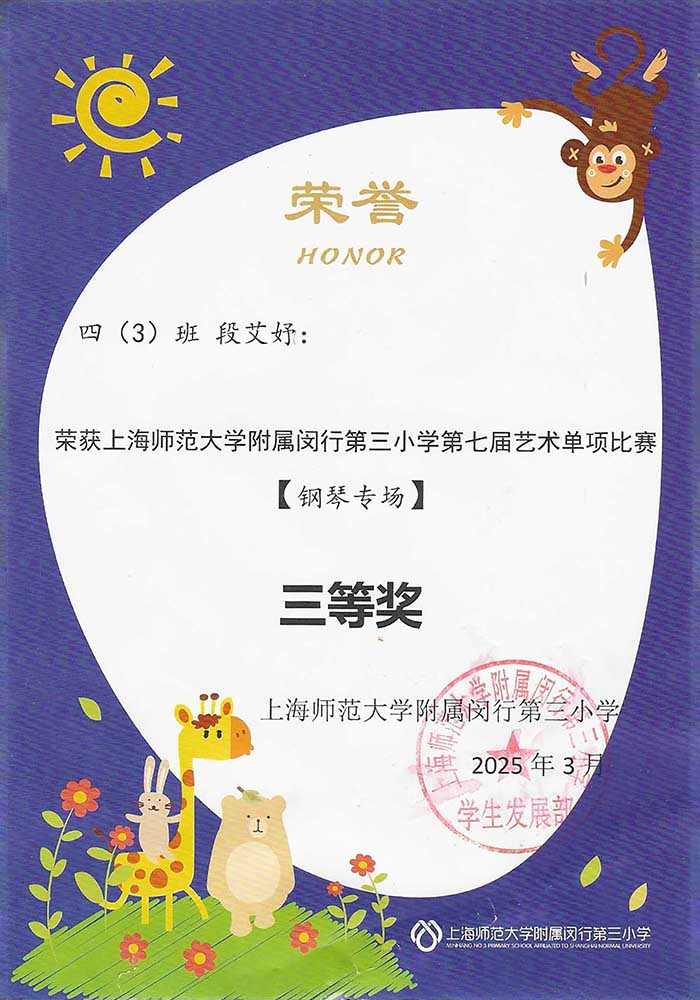 荣誉
HONOR
四（3）班 段艾妤：
荣获上海师范大学附属闵行第三小学第七届艺术单项比赛
【钢琴专场】
三等奖
上海师范大学附属闵行第三小学
2025 年 3 月
上海师范大学附属闵行第三小学
学生发展部
上海师范大学附属闵行第三小学
MINHANG NO.3 PRIMARY SCHOOL AFFILIATED TO SHANGHAI NORMAL UNIVERSITY